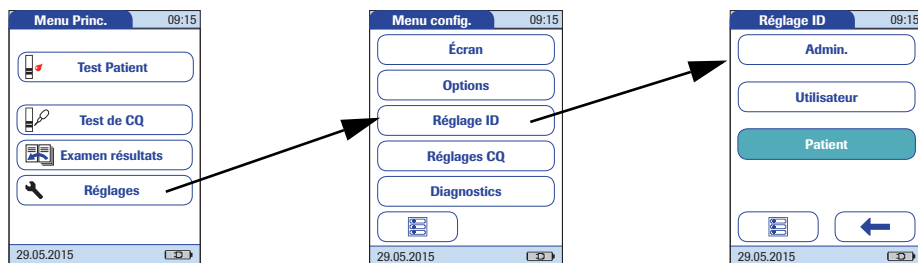 Menu Princ. 09:15
Test Patient
Test de CQ
Examen résultats
Réglages
29.05.2015
Menu config. 09:15
Écran
Options
Réglage ID
Réglages CQ
Diagnostics
29.05.2015
Réglage ID 09:15
Admin.
Utilisateur
Patient
29.05.2015